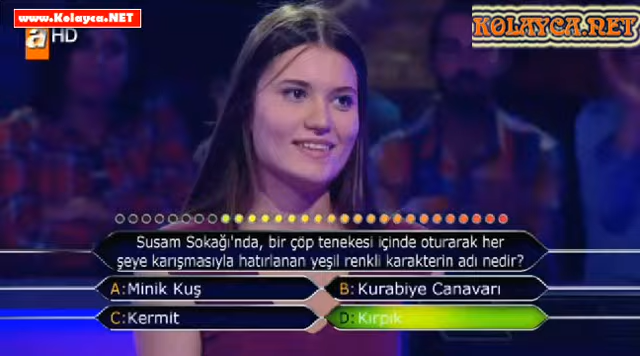 www.Kolayca.NET
KOLAYCA.NET
a HD
Susam Sokağı'nda, bir çöp tenekesi içinde oturarak her
şeye karışmasıyla hatırlanan yeşil renkli karakterin adı nedir?
A: Minik Kuş
B: Kurabiye Canavarı
C: Kermit
D: Kırpık